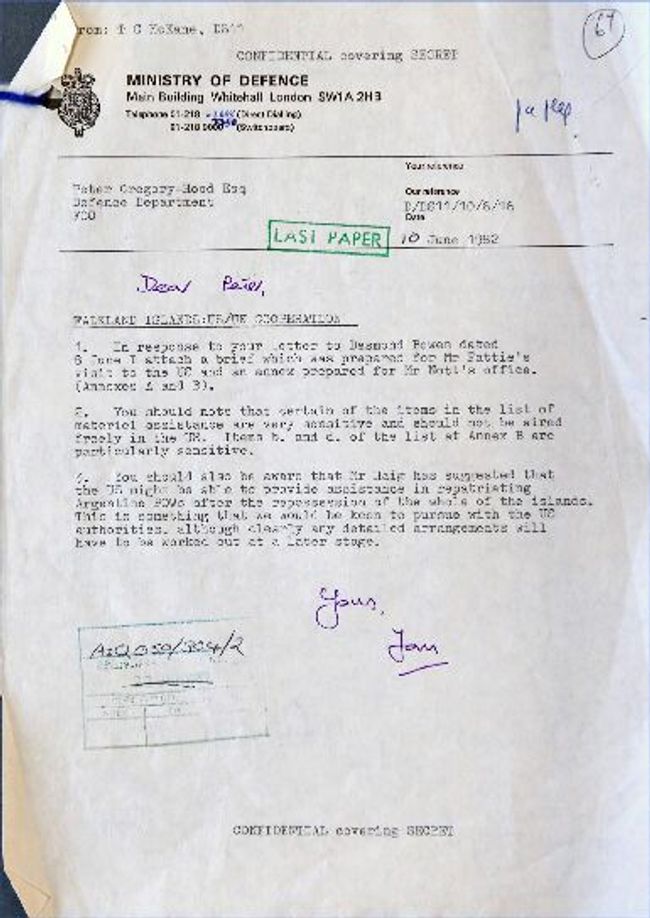 From: T C McKane, DS11
64
CONFIDENTIAL covering SECRET
MINISTRY OF DEFENCE
Main Building Whitehall London SW1A 2HB
Telephone 01-218 (Direct Dialling)
01-218 9000 (Switchboard)
Your reference
Peter Gregory-Hood Esq
Defence Department
FCO
Our reference
D/DS11/10/6/16
Date
LAST PAPER
10 June 1982
Dear Peter,
FALKLAND ISLANDS:US/UK COOPERATION
1. In response to your letter to Desmond Bowen dated
8 June I attach a brief which was prepared for Mr Pattie's
visit to the US and an annex prepared for Mr Nott's office.
(Annexes A and B).
2. You should note that certain of the items in the list of
materiel assistance are very sensitive and should not be aired
freely in the US. Items b. and d. of the list at Annex B are
particularly sensitive.
You should also be aware that Mr Haig has suggested that
the US might be able to provide assistance in repatriating
Argentine POWs after the repossession of the whole of the islands.
This is something that we would be keen to pursue with the US
authorities, although clearly any detailed arrangements will
have to be worked out at a later stage.
Yours,
CONFIDENTIAL covering SECRET